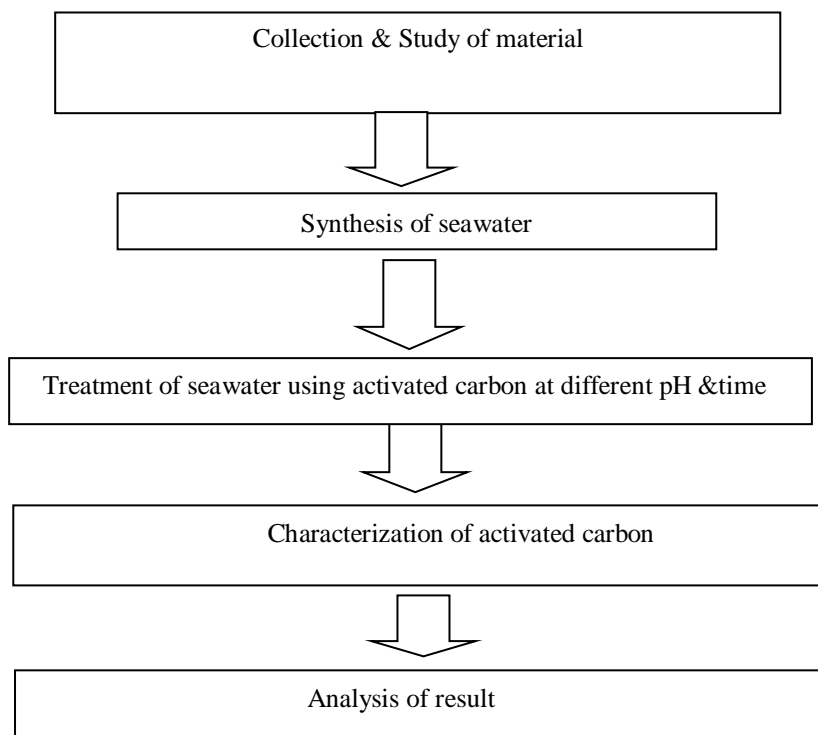 Collection & Study of material
Synthesis of seawater
Treatment of seawater using activated carbon at different pH &time
Characterization of activated carbon
Analysis of result